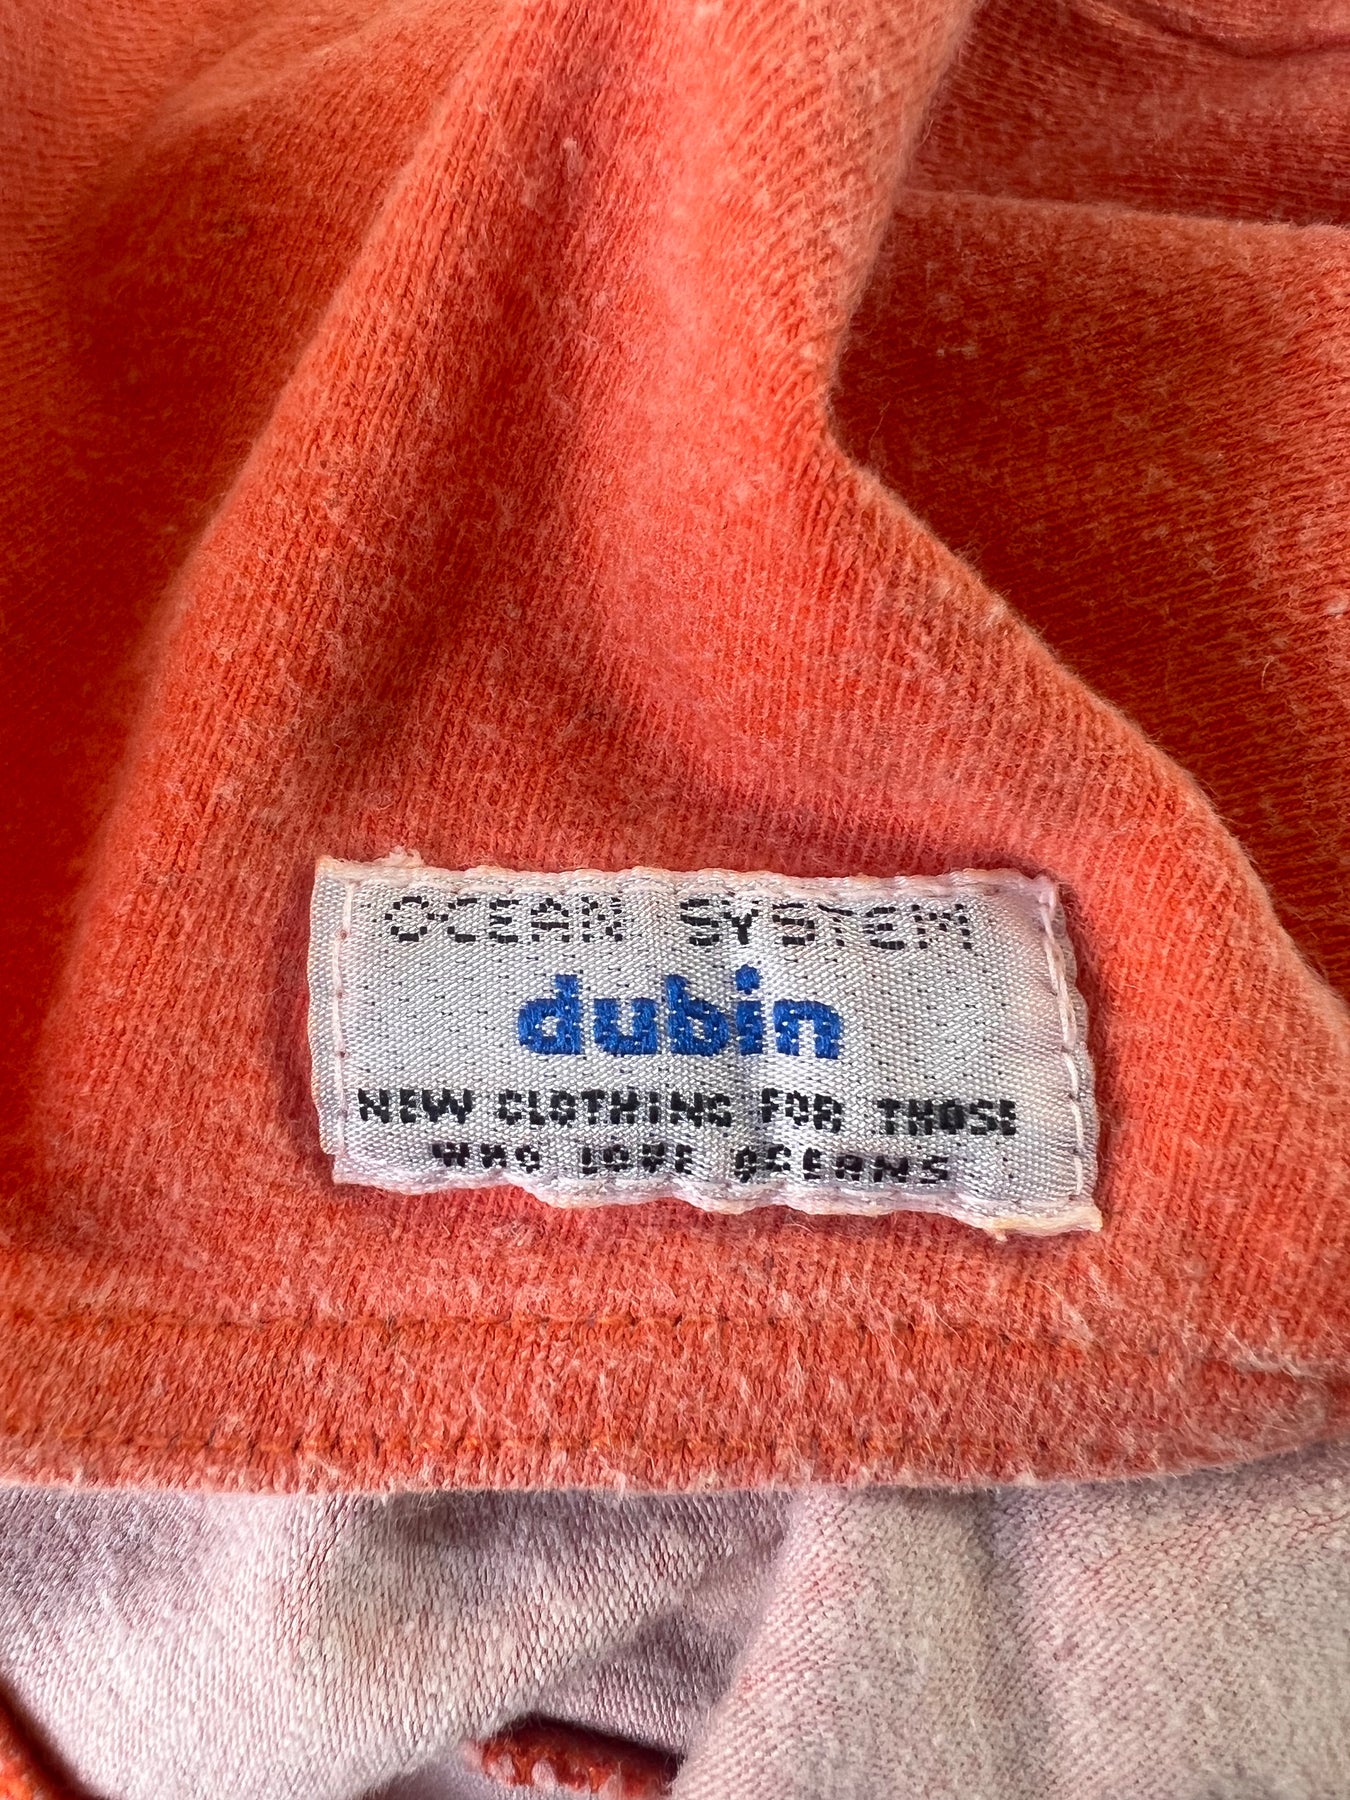 OCEAN SYSTEM
dubin
NEW CLOTHING FOR THOSE
WHO LOVE OCEANS